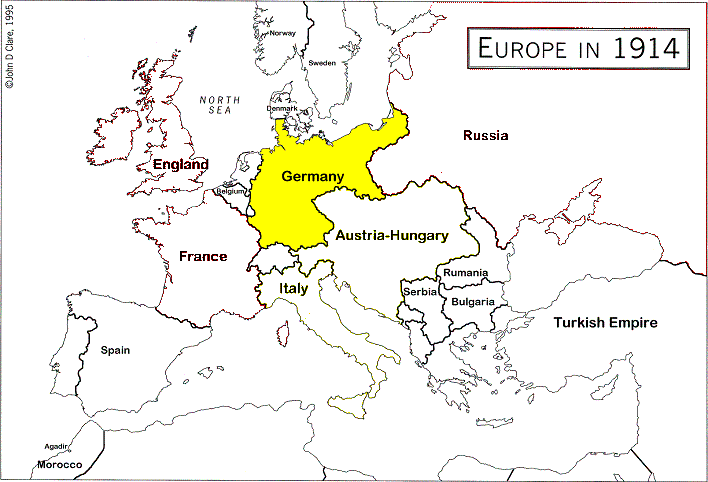 ©John D Clare, 1995
EUROPE IN 1914
Norway
Sweden
NORTH
SEA
Denmark
Russia
England
Germany
Belgium
Austria-Hungary
France
Rumania
Italy
Serbia
Bulgaria
Turkish Empire
Spain
Agadir
Morocco